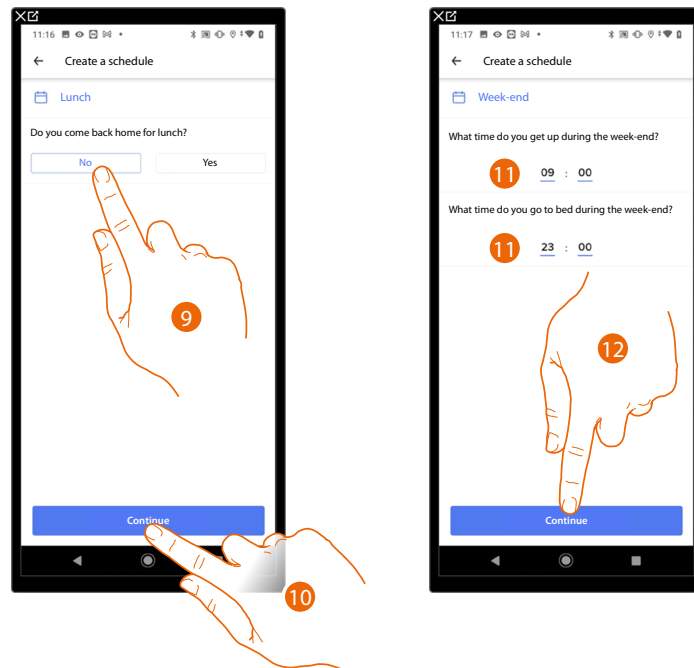 11:16
Create a schedule
Lunch
Do you come back home for lunch?
No Yes
9
Continue
10
11:17
Create a schedule
Week-end
What time do you get up during the week-end?
11 09 : 00
What time do you go to bed during the week-end?
11 23 : 00
12
Continue